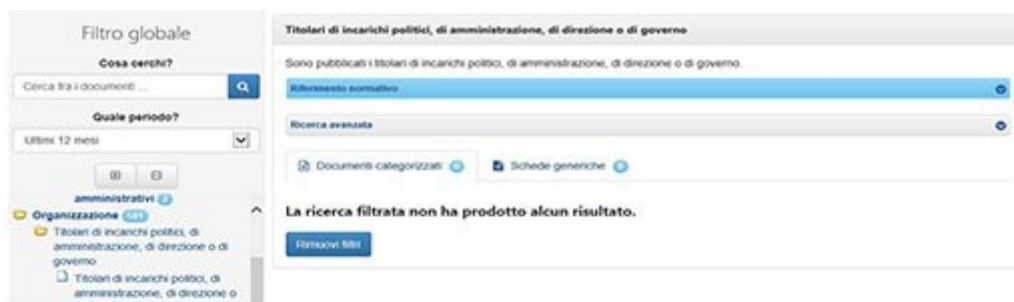 Filtro globale
Cosa cerchi?
Cerca fra i documenti ...
Quale periodo?
Ultimi 12 mesi
amministrativi 2
Organizzazione
Titolari di incarichi politici, di
amministrazione, di direzione o di
governo
Titolari di incarichi politici, di
amministrazione, di direzione o
Titolari di incarichi politici, di amministrazione, di direzione o di governo
Sono pubblicati i titolari di incarichi politici, di amministrazione, di direzione o di governo.
Riferimento normativo
Ricerca avanzata
Documenti categorizzati 0
Schede generiche 0
La ricerca filtrata non ha prodotto alcun risultato.
Rimuovi filtri